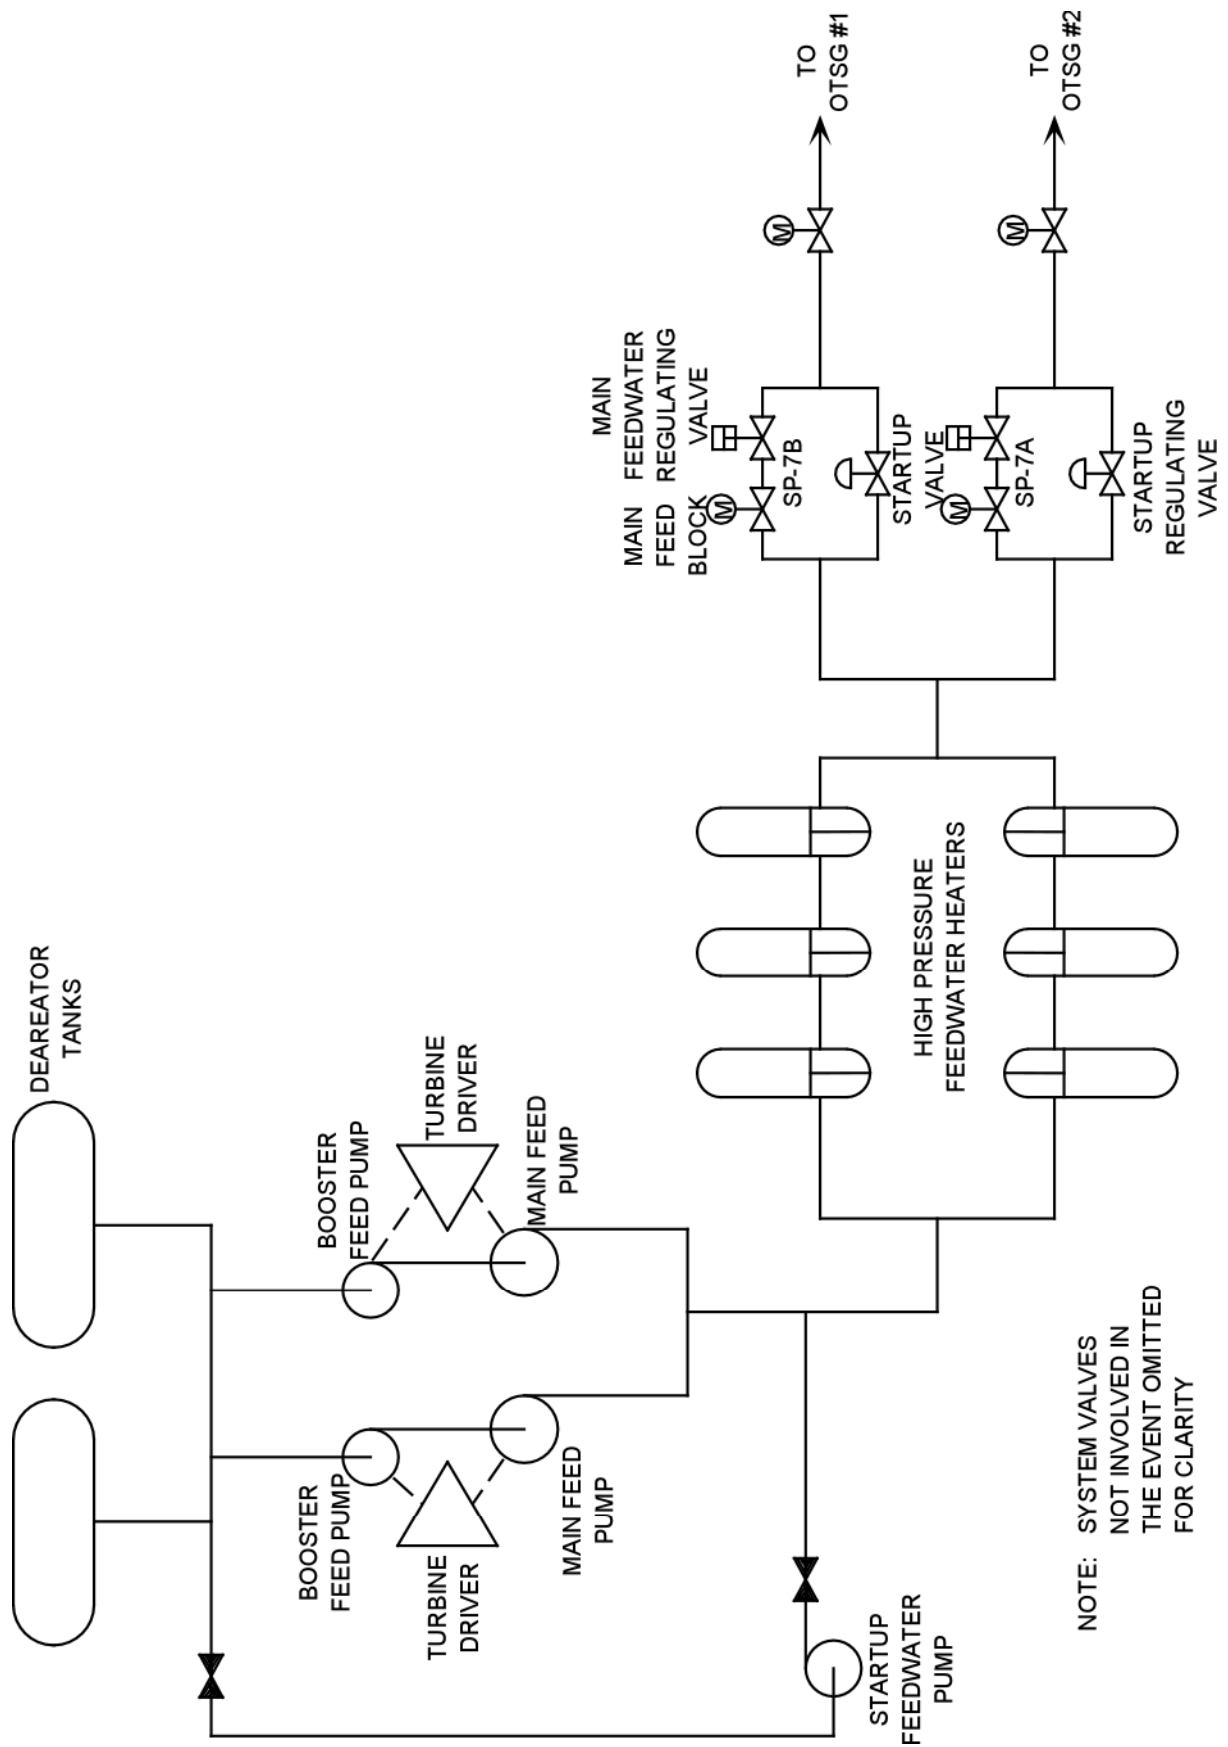 DEAREATOR
TANKS
BOOSTER
FEED PUMP
TURBINE
DRIVER
MAIN FEED
PUMP
BOOSTER
FEED PUMP
TURBINE
DRIVER
MAIN FEED
PUMP
STARTUP
FEEDWATER
PUMP
HIGH PRESSURE
FEEDWATER HEATERS
MAIN
FEEDWATER
REGULATING
VALVE
MAIN
FEED
BLOCK
M
SP-7B
STARTUP
VALVE
M
SP-7A
STARTUP
REGULATING
VALVE
M
TO
OTSG #1
M
TO
OTSG #2
NOTE: SYSTEM VALVES
NOT INVOLVED IN
THE EVENT OMITTED
FOR CLARITY